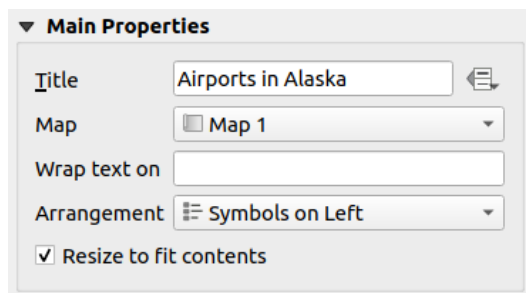 Main Properties
Title Airports in Alaska
Map Map 1
Wrap text on
Arrangement Symbols on Left
Resize to fit contents